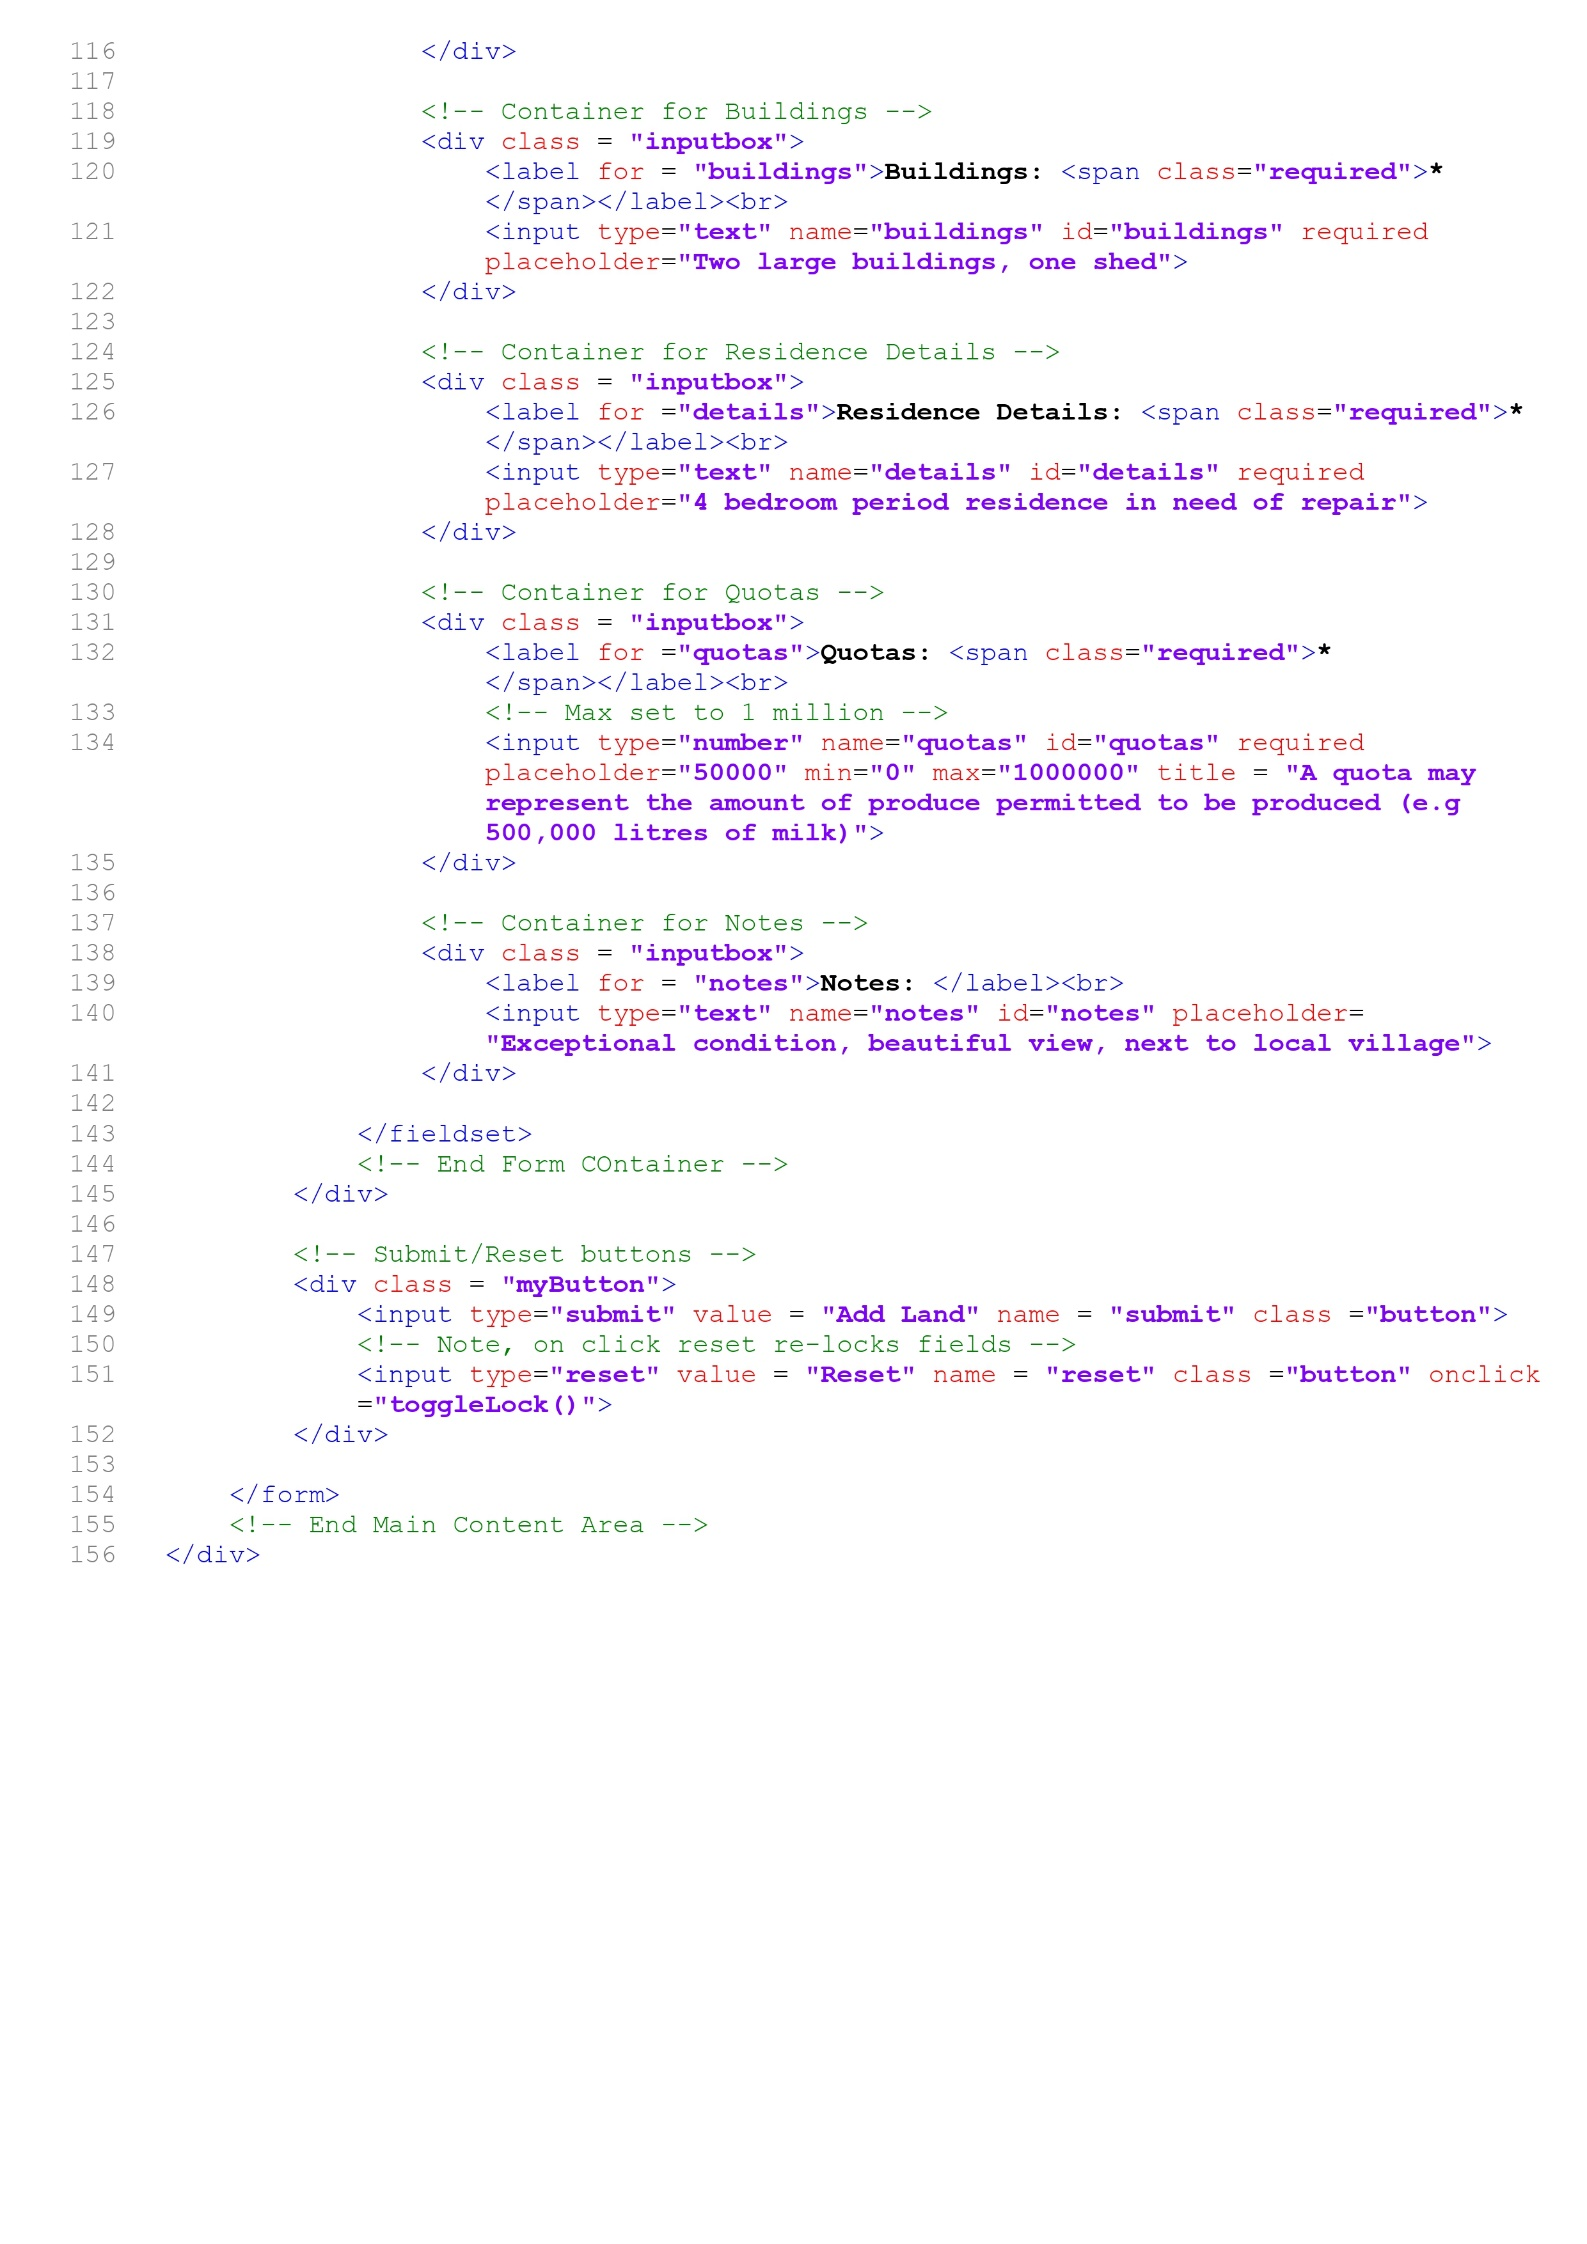 116 </div>
117
118 <!-- Container for Buildings -->
119 <div class = "inputbox">
120 <label for = "buildings">Buildings: <span class="required">*
</span></label><br>
121 <input type="text" name="buildings" id="buildings" required
placeholder="Two large buildings, one shed">
122 </div>
123
124 <!-- Container for Residence Details -->
125 <div class = "inputbox">
126 <label for ="details">Residence Details: <span class="required">*
</span></label><br>
127 <input type="text" name="details" id="details" required
placeholder="4 bedroom period residence in need of repair">
128 </div>
129
130 <!-- Container for Quotas -->
131 <div class = "inputbox">
132 <label for ="quotas">Quotas: <span class="required">*
</span></label><br>
133 <!-- Max set to 1 million -->
134 <input type="number" name="quotas" id="quotas" required
placeholder="50000" min="0" max="1000000" title = "A quota may
represent the amount of produce permitted to be produced (e.g
500,000 litres of milk)">
135 </div>
136
137 <!-- Container for Notes -->
138 <div class = "inputbox">
139 <label for = "notes">Notes: </label><br>
140 <input type="text" name="notes" id="notes" placeholder=
"Exceptional condition, beautiful view, next to local village">
141 </div>
142
143 </fieldset>
144 <!-- End Form COntainer -->
145 </div>
146
147 <!-- Submit/Reset buttons -->
148 <div class = "myButton">
149 <input type="submit" value = "Add Land" name = "submit" class ="button">
150 <!-- Note, on click reset re-locks fields -->
151 <input type="reset" value = "Reset" name = "reset" class ="button" onclick
="toggleLock()">
152 </div>
153
154 </form>
155 <!-- End Main Content Area -->
156 </div>